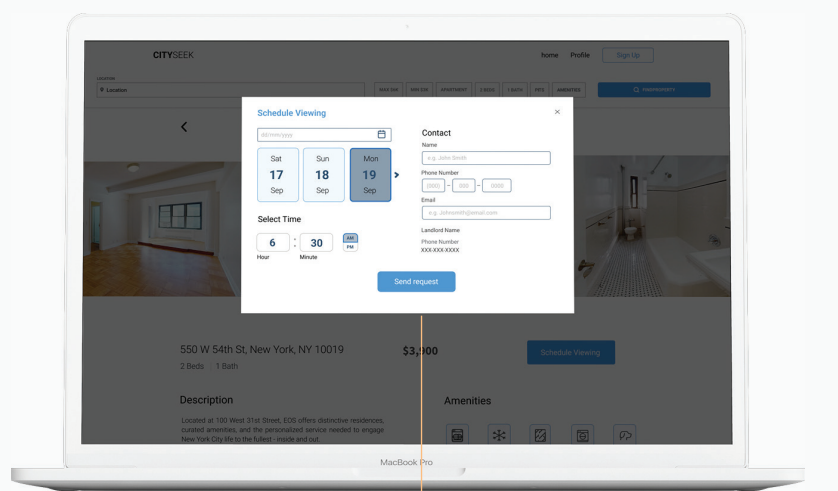 CITYSEEK
home Profile Sign Up
LOCATION
Location
MAX $3K MIN $3K APARTMENT 2 BEDS 1 BATH PETS AMENITIES
FIND PROPERTY
Schedule Viewing
×
dd/mm/yyyy
Sat Sun Mon
17 18 19
Sep Sep Sep
Select Time
6 : 30
AM
PM
Hour Minute
Contact
Name
e.g. John Smith
Phone Number
Email
e.g. Johnsmith@email.com
Landlord Name
Phone Number
XXX-XXX-XXXX
Send request
550 W 54th St, New York, NY 10019
$3,900
Schedule Viewing
2 Beds | 1 Bath
Description
Amenities
Located at 100 West 31st Street, EOS offers distinctive residences,
curated amenities, and the personalized service needed to engage
New York City life to the fullest - inside and out.
MacBook Pro